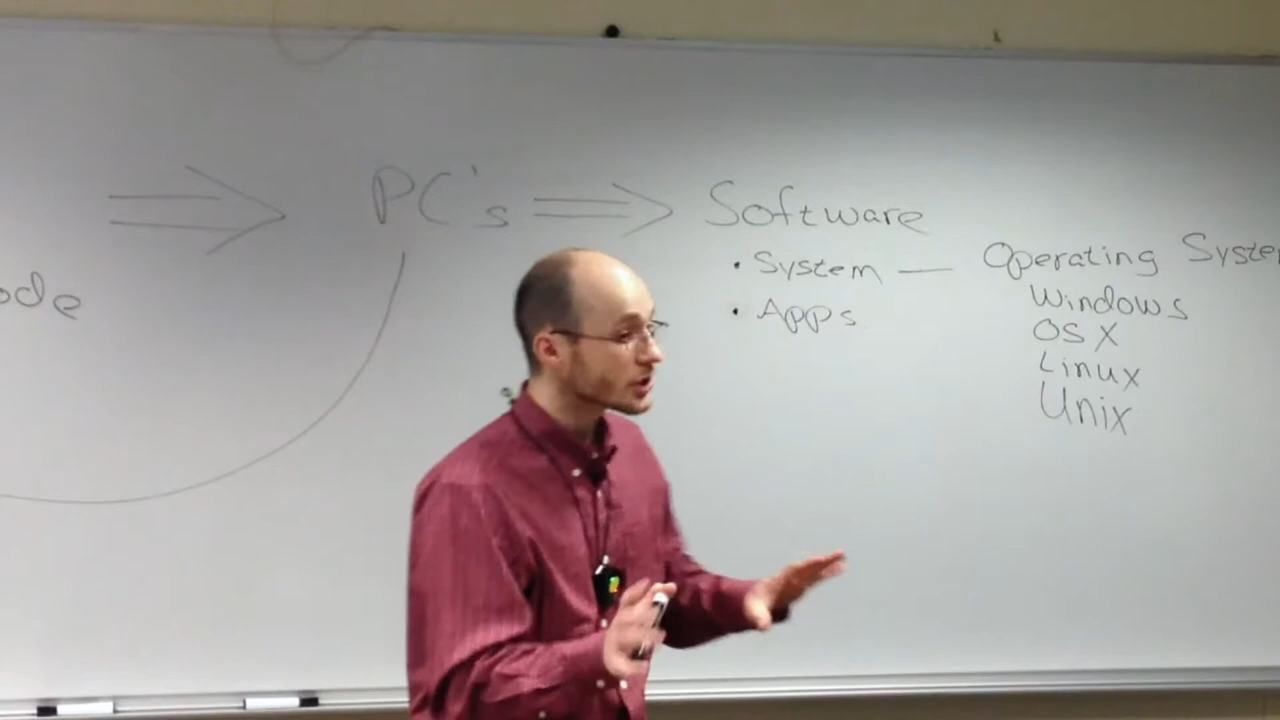 PC's Software
• System — Operating Syste
• Apps
Windows
OS X
Linux
Unix
ode